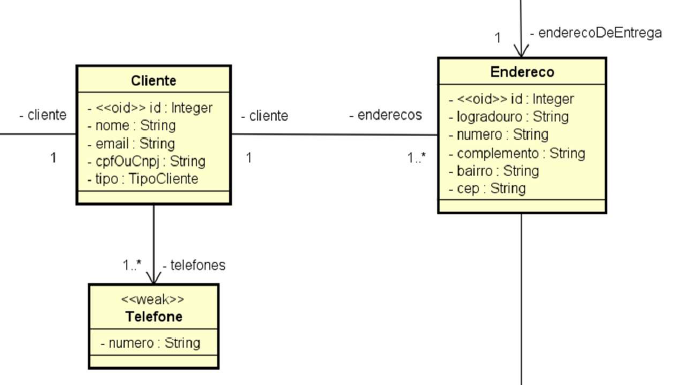 1
- enderecoDeEntrega
Cliente
- <<oid>> id : Integer
- nome : String
- email : String
- cpfOuCnpj : String
- tipo : TipoCliente
Endereco
- <<oid>> id : Integer
- logradouro : String
- numero : String
- complemento : String
- bairro : String
- cep : String
- cliente
1
- cliente
1
- enderecos
1..*
1..*
- telefones
<<weak>>
Telefone
- numero : String